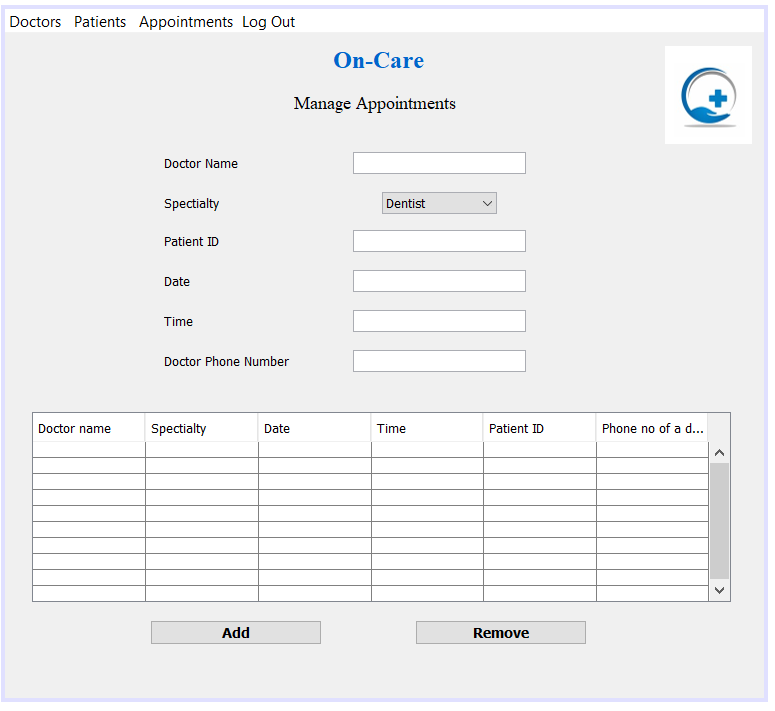 Doctors Patients Appointments Log Out
On-Care
Manage Appointments
Doctor Name
Spectialty Dentist
Patient ID
Date
Time
Doctor Phone Number
Doctor name Spectialty Date Time Patient ID Phone no of a d...
Add Remove